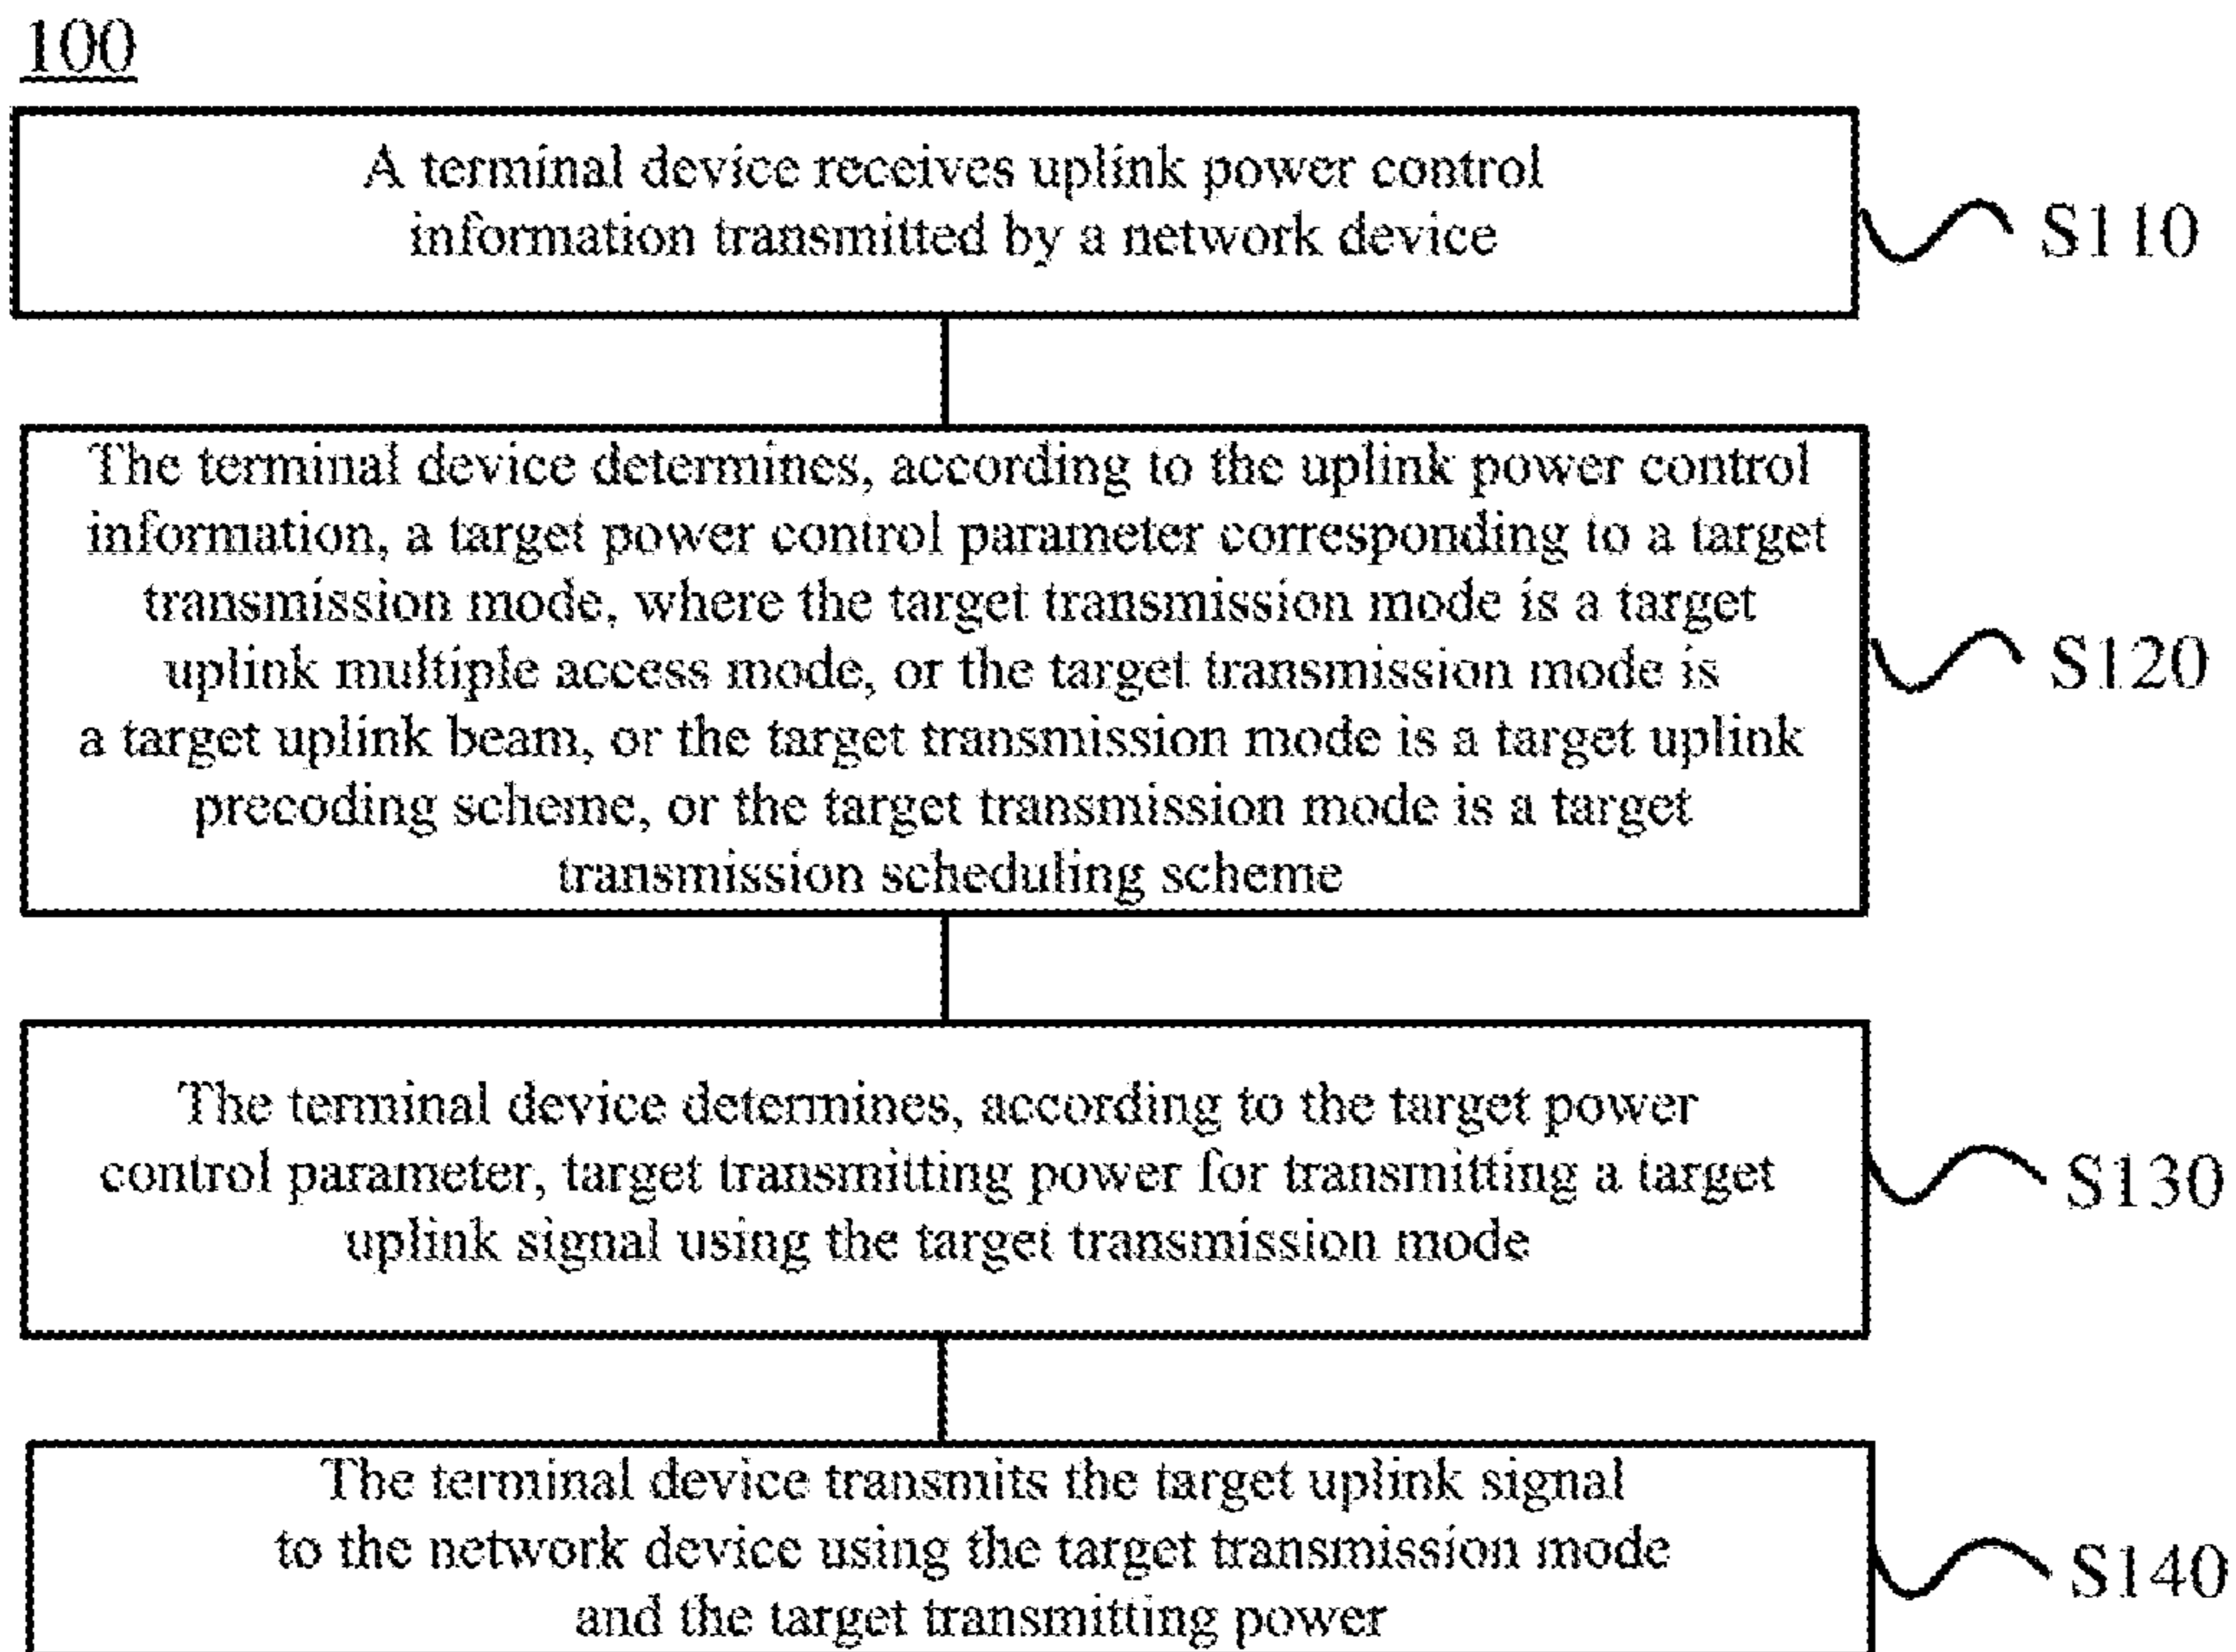 100
A terminal device receives uplink power control
information transmitted by a network device
S110
The terminal device determines, according to the uplink power control
information, a target power control parameter corresponding to a target
transmission mode, where the target transmission mode is a target
uplink multiple access mode, or the target transmission mode is
a target uplink beam, or the target transmission mode is a target uplink
precoding scheme, or the target transmission mode is a target
transmission scheduling scheme
S120
The terminal device determines, according to the target power
control parameter, target transmitting power for transmitting a target
uplink signal using the target transmission mode
S130
The terminal device transmits the target uplink signal
to the network device using the target transmission mode
and the target transmitting power
S140